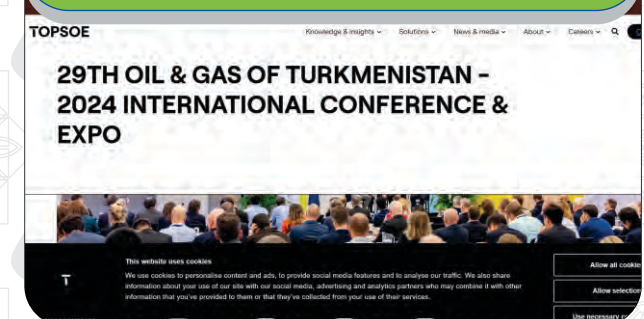 TOPSOE
Knowledge & insights Solutions News & media About Careers
29TH OIL & GAS OF TURKMENISTAN –
2024 INTERNATIONAL CONFERENCE &
EXPO
This website uses cookies
We use cookies to personalise content and ads, to provide social media features and to analyse our traffic. We also share
information about your use of our site with our social media, advertising and analytics partners who may combine it with other
information that you've provided to them or that they've collected from your use of their services.
Allow all cookie
Allow selection
Use necessary co